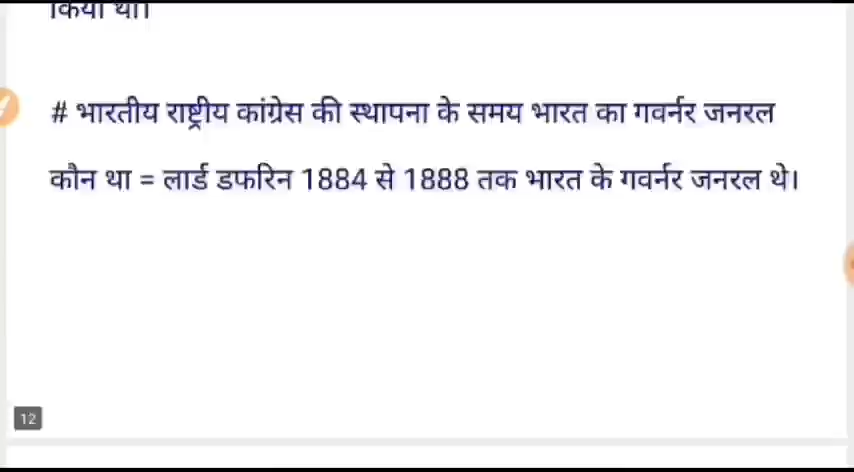 # भारतीय राष्ट्रीय कांग्रेस की स्थापना के समय भारत का गवर्नर जनरल
कौन था = लार्ड डफरिन 1884 से 1888 तक भारत के गवर्नर जनरल थे।
12